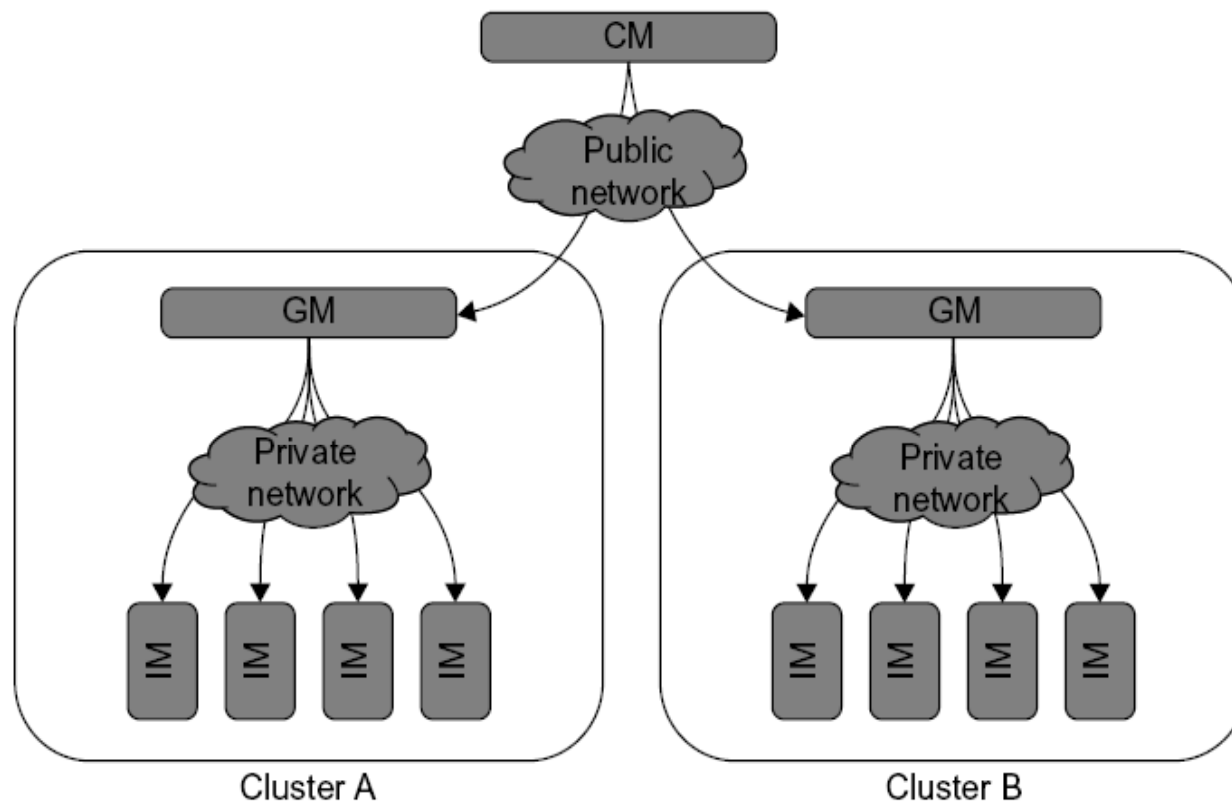 CM
Public
network
GM
GM
Private
network
Private
network
IM
IM
IM
IM
IM
IM
IM
IM
Cluster A
Cluster B